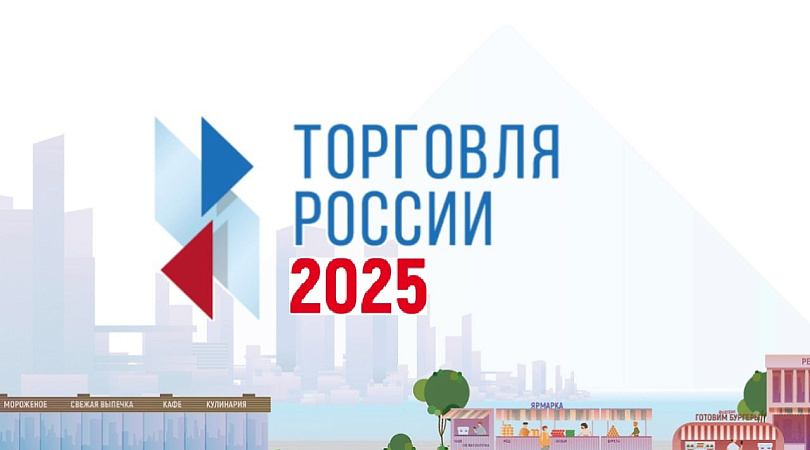 ТОРГОВЛЯ
РОССИИ
2025
МОРОЖЕНОЕ СВЕЖАЯ ВЫПЕЧКА КАФЕ КУЛИНАРИЯ
ЯРМАРКА
ГОТОВИМ БУРГЕРЫ